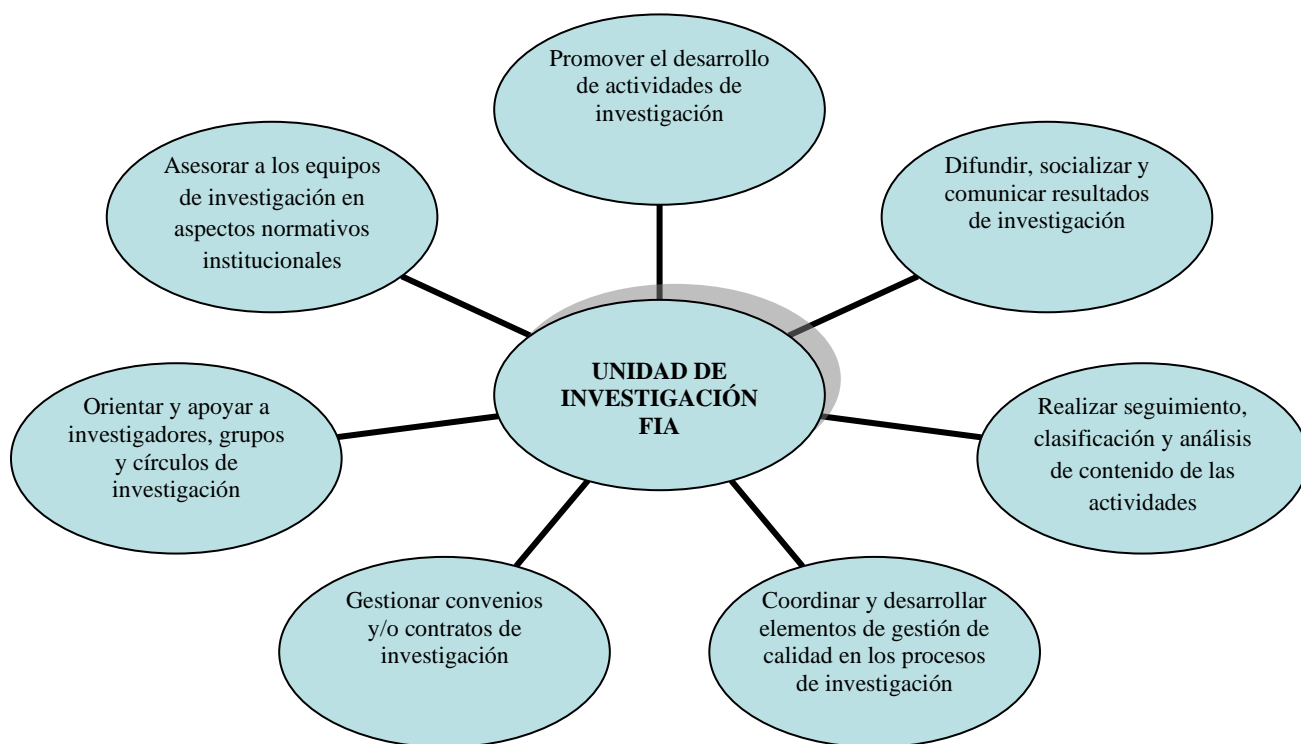 Promover el desarrollo
de actividades de
investigación
Asesorar a los equipos
de investigación en
aspectos normativos
institucionales
Difundir, socializar y
comunicar resultados
de investigación
UNIDAD DE
INVESTIGACIÓN
FIA
Orientar y apoyar a
investigadores, grupos
y círculos de
investigación
Realizar seguimiento,
clasificación y análisis
de contenido de las
actividades
Gestionar convenios
y/o contratos de
investigación
Coordinar y desarrollar
elementos de gestión de
calidad en los procesos
de investigación